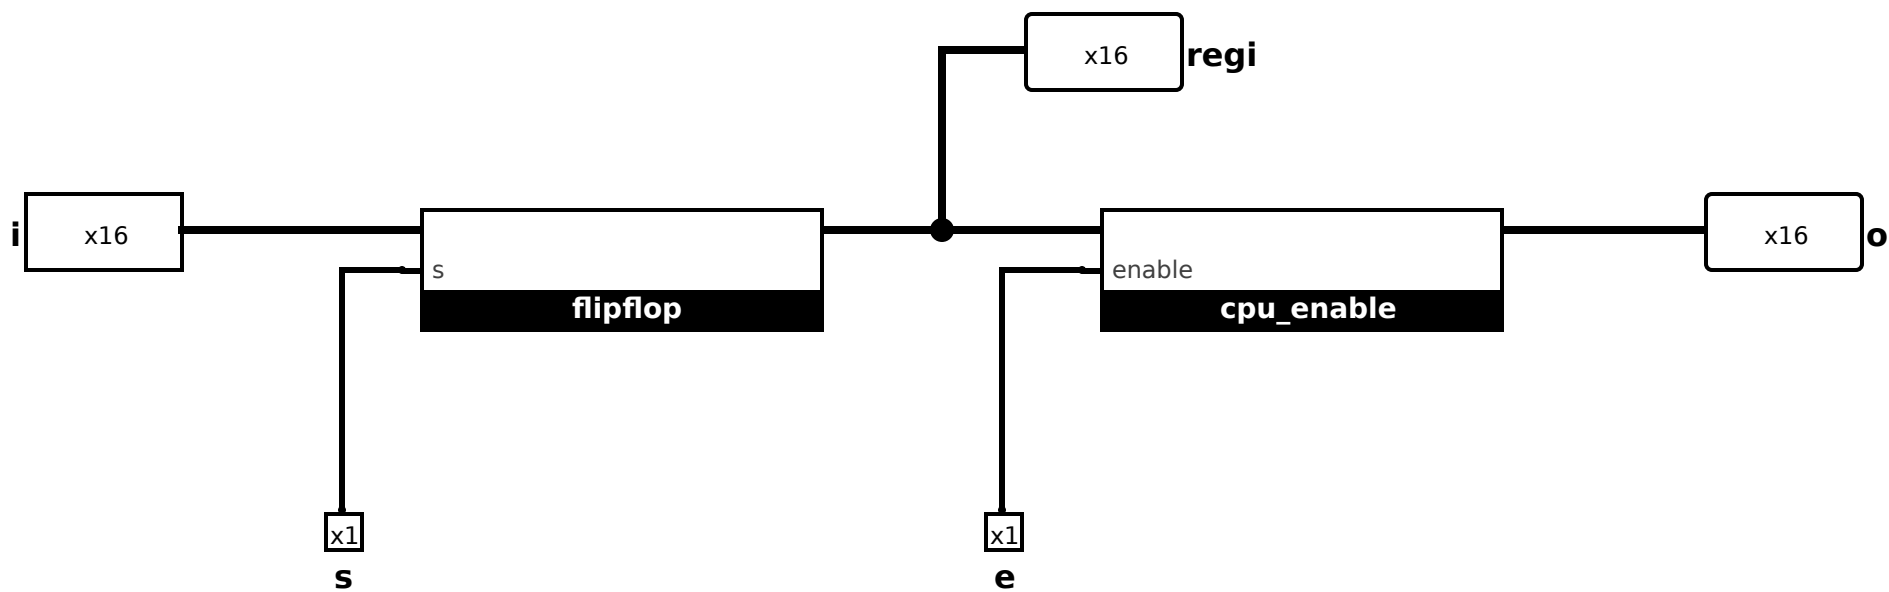 x16 regi
i x16
x16 o
s
enable
flipflop
cpu_enable
x1
x1
s
e